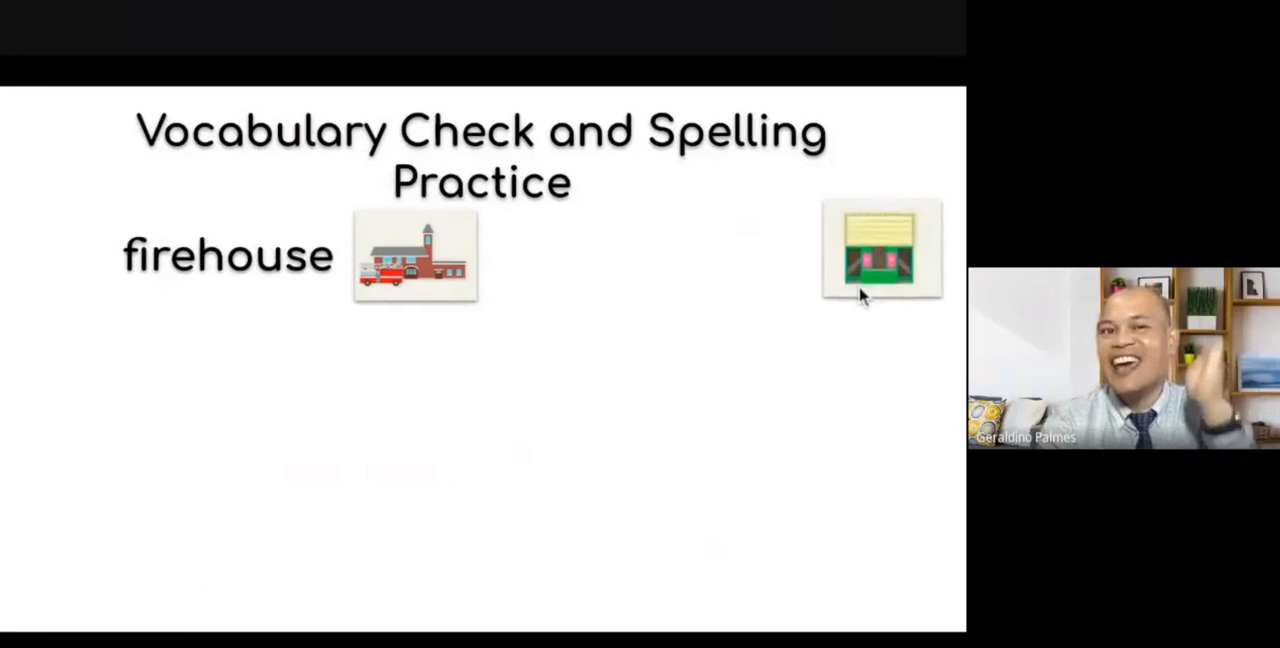 Vocabulary Check and Spelling
Practice
firehouse
Geraldino Palmes